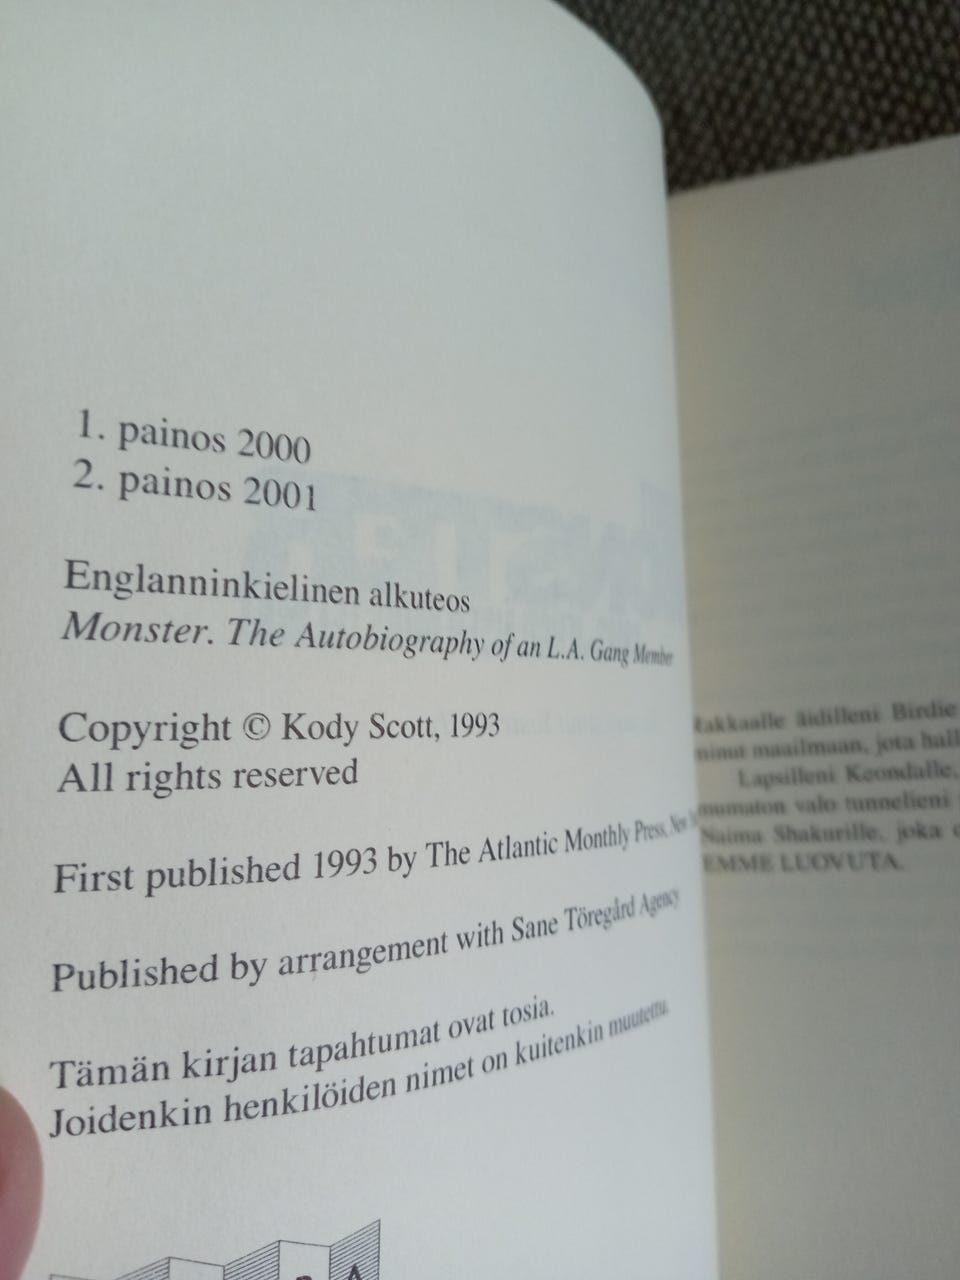 1. painos 2000
2. painos 2001
Englanninkielinen alkuteos
Monster. The Autobiography of an L.A. Gang Member
Copyright © Kody Scott, 1993
All rights reserved
First published 1993 by The Atlantic Monthly Press, New
Published by arrangement with Sane Töregård Agency
Tämän kirjan tapahtumat ovat tosia.
Joidenkin henkilöiden nimet on kuitenkin muutettu.
Rakkaalle äidilleni Birdie
minut maailmaan, jota
Lapsilleni Keondalle,
valo tunnelieni
Naima Shakurille, joka
EMME LUOVUTA.